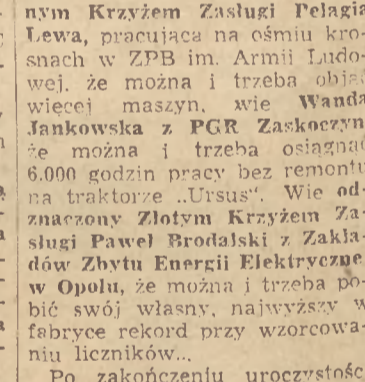 nym Krzyżem Zasługi Pelagia
Lewa, pracująca na ośmiu kro-
snach w ZPB im. Armii Ludo-
wej, że można i trzeba objąć
więcej maszyn, wie Wanda
Jankowska z PGR Zaskoczyn
że można i trzeba osiągnąć
6.000 godzin pracy bez remontu
na traktorze „Ursus". Wie od-
znaczony Złotym Krzyżem Za-
sługi Paweł Brodalski z Zakła-
dów Zbytu Energii Elektryczne
w Opolu, że można i trzeba po-
bić swój własny, najwyższy w
fabryce rekord przy wzorcowa-
niu liczników...
Po zakończeniu uroczystośc